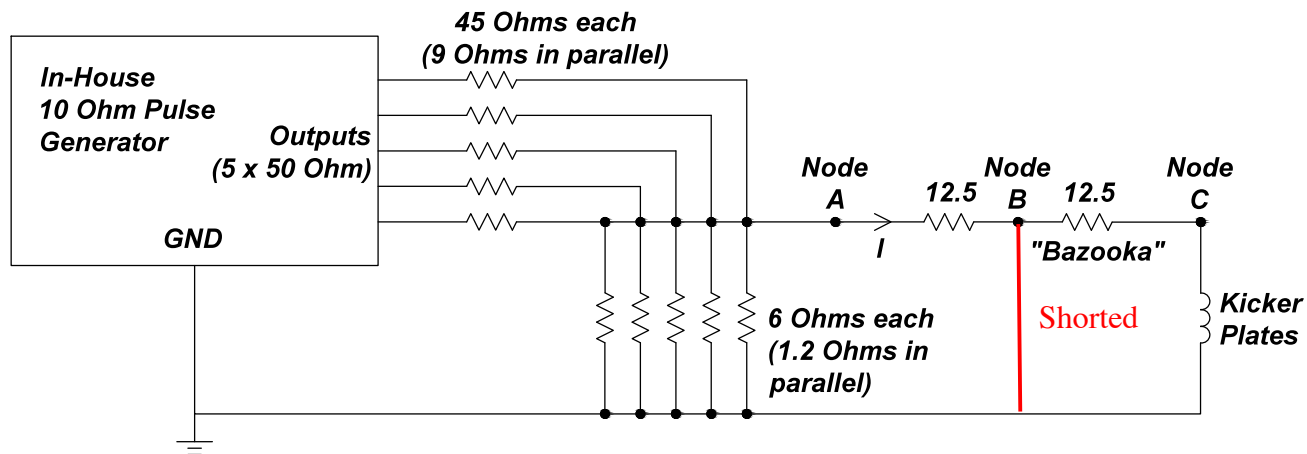 45 Ohms each
(9 Ohms in parallel)
In-House
10 Ohm Pulse
Generator
Outputs
(5 x 50 Ohm)
GND
Node
A
I
12.5
Node
B
12.5
"Bazooka"
Node
C
6 Ohms each
(1.2 Ohms in
parallel)
Shorted
Kicker
Plates